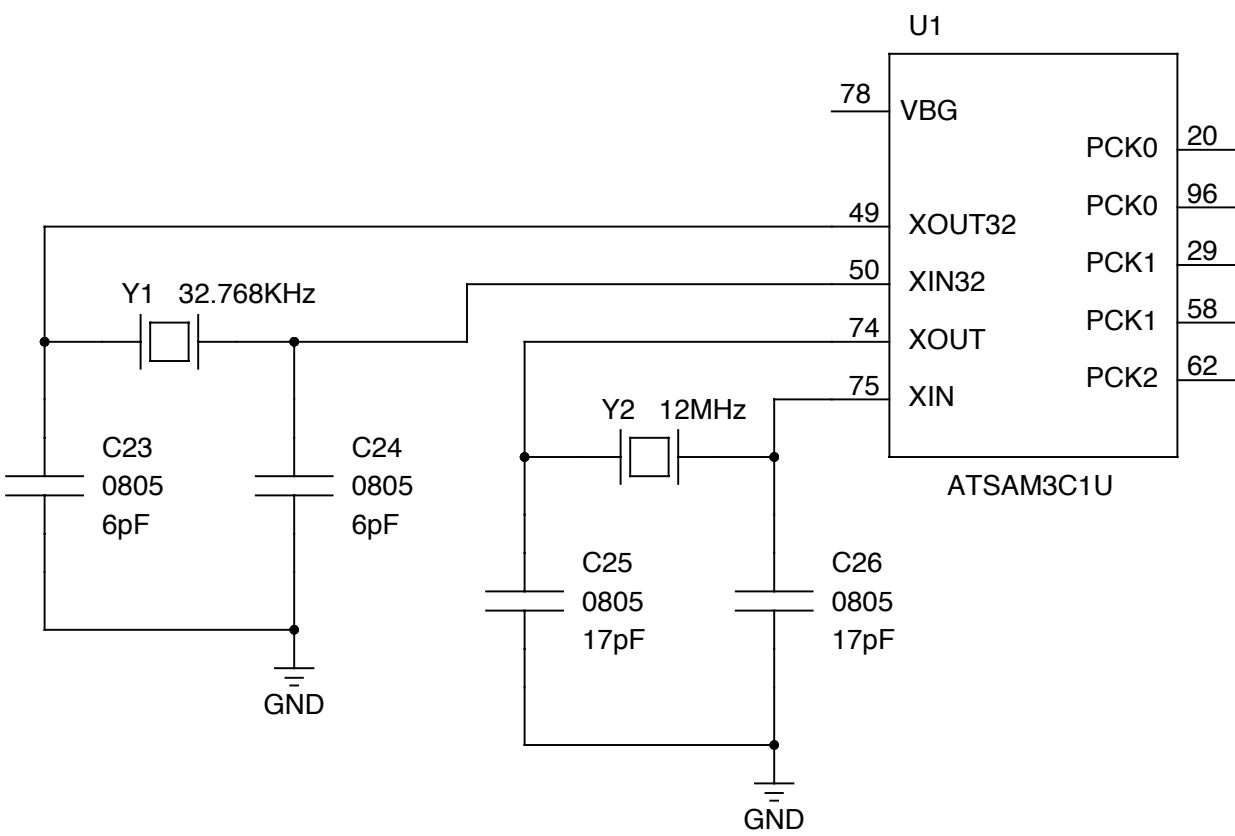 U1
78
VBG
PCK0
20
PCK0
96
49
XOUT32
PCK1
29
50
XIN32
Y1 32.768KHz
PCK1
58
74
XOUT
PCK2
62
75
XIN
Y2 12MHz
C23
0805
6pF
C24
0805
6pF
ATSAM3C1U
C25
0805
17pF
C26
0805
17pF
GND
GND